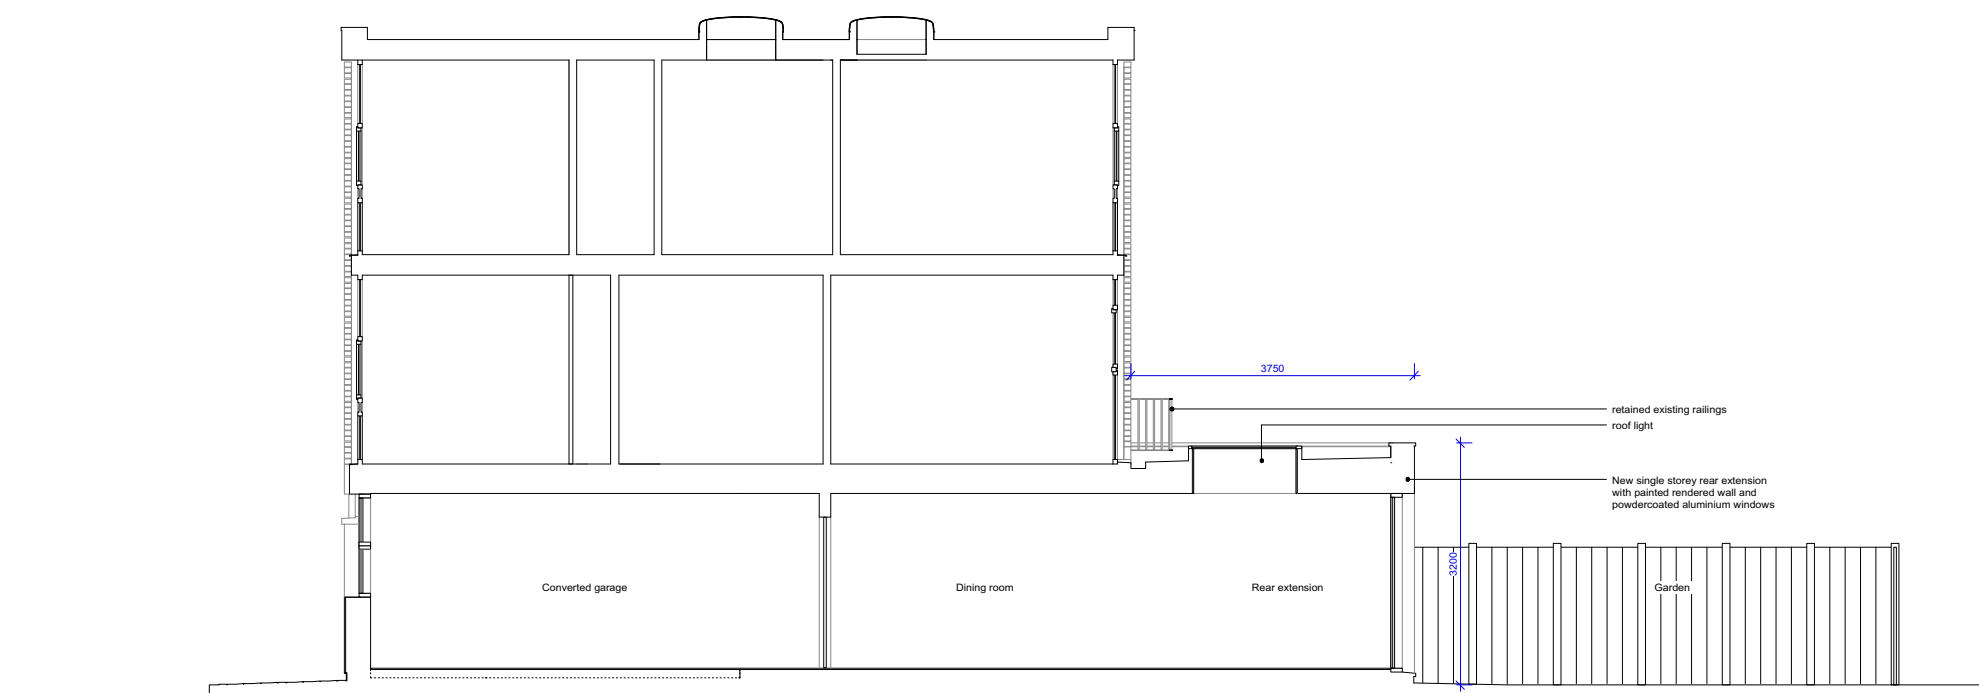 3750
retained existing railings
roof light
New single storey rear extension
with painted rendered wall and
powdercoated aluminium windows
3200
Converted garage
Dining room
Rear extension
Garden